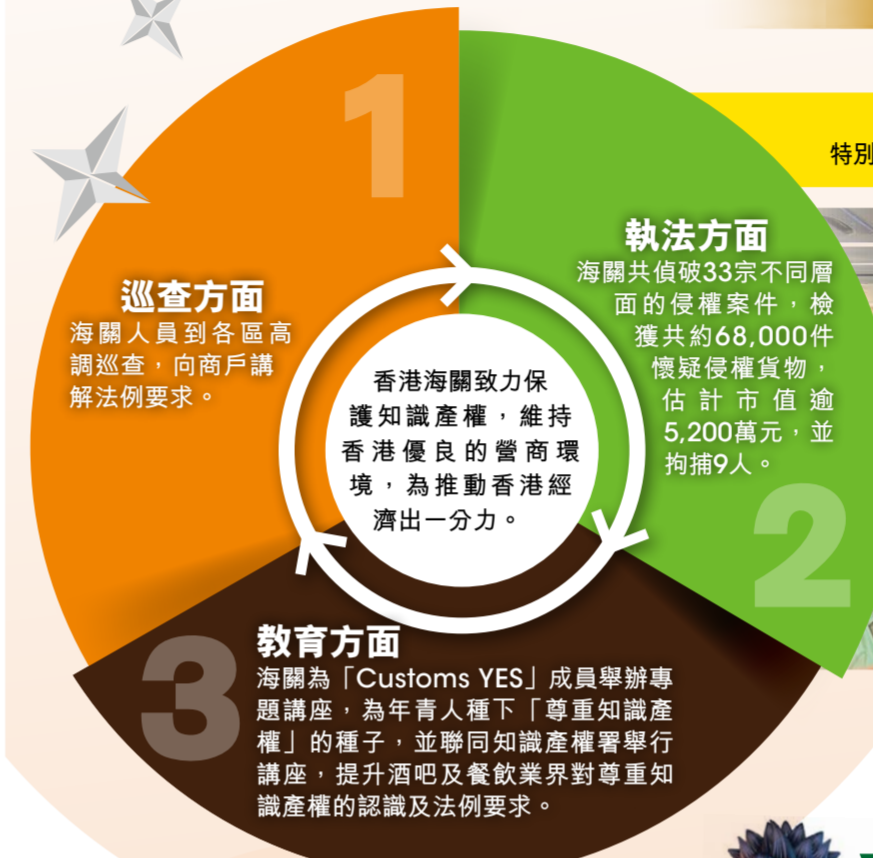 1
巡查方面
海關人員到各區高
調巡查，向商戶講
解法例要求。
特別
執法方面
海關共偵破33宗不同層
面的侵權案件，檢
獲共約68,000件
懷疑侵權貨物，
估計市值逾
5,200萬元，並
拘捕9人。
2
香港海關致力保
護知識產權，維持
香港優良的營商環
境，為推動香港經
濟出一分力。
3
教育方面
海關為「Customs YES」成員舉辦專
題講座，為年青人種下「尊重知識產
權」的種子，並聯同知識產權署舉行
講座，提升酒吧及餐飲業界對尊重知
識產權的認識及法例要求。